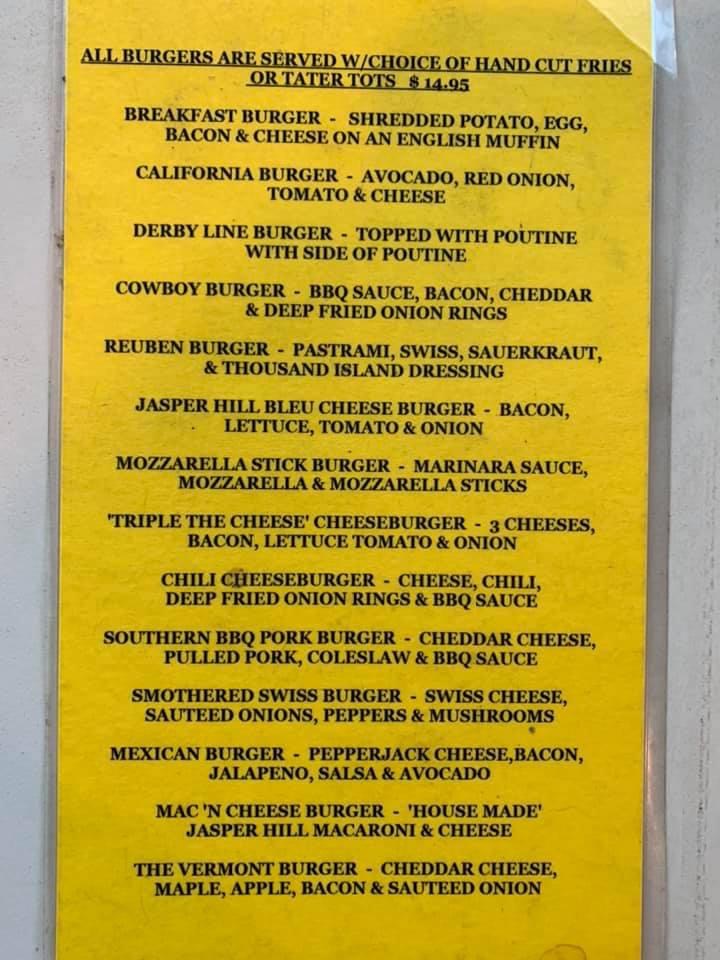 ALL BURGERS ARE SERVED W/CHOICE OF HAND CUT FRIES
OR TATER TOTS $ 14.95
BREAKFAST BURGER - SHREDDED POTATO, EGG,
BACON & CHEESE ON AN ENGLISH MUFFIN
CALIFORNIA BURGER - AVOCADO, RED ONION,
TOMATO & CHEESE
DERBY LINE BURGER - TOPPED WITH POUTINE
WITH SIDE OF POUTINE
COWBOY BURGER - BBQ SAUCE, BACON, CHEDDAR
& DEEP FRIED ONION RINGS
REUBEN BURGER - PASTRAMI, SWISS, SAUERKRAUT,
& THOUSAND ISLAND DRESSING
JASPER HILL BLEU CHEESE BURGER - BACON,
LETTUCE, TOMATO & ONION
MOZZARELLA STICK BURGER - MARINARA SAUCE,
MOZZARELLA & MOZZARELLA STICKS
'TRIPLE THE CHEESE' CHEESEBURGER - 3 CHEESES,
BACON, LETTUCE TOMATO & ONION
CHILI CHEESEBURGER - CHEESE, CHILI,
DEEP FRIED ONION RINGS & BBQ SAUCE
SOUTHERN BBQ PORK BURGER - CHEDDAR CHEESE,
PULLED PORK, COLESLAW & BBQ SAUCE
SMOTHERED SWISS BURGER - SWISS CHEESE,
SAUTEED ONIONS, PEPPERS & MUSHROOMS
MEXICAN BURGER - PEPPERJACK CHEESE,BACON,
JALAPENO, SALSA & AVOCADO
MAC 'N CHEESE BURGER - 'HOUSE MADE'
JASPER HILL MACARONI & CHEESE
THE VERMONT BURGER - CHEDDAR CHEESE,
MAPLE, APPLE, BACON & SAUTEED ONION